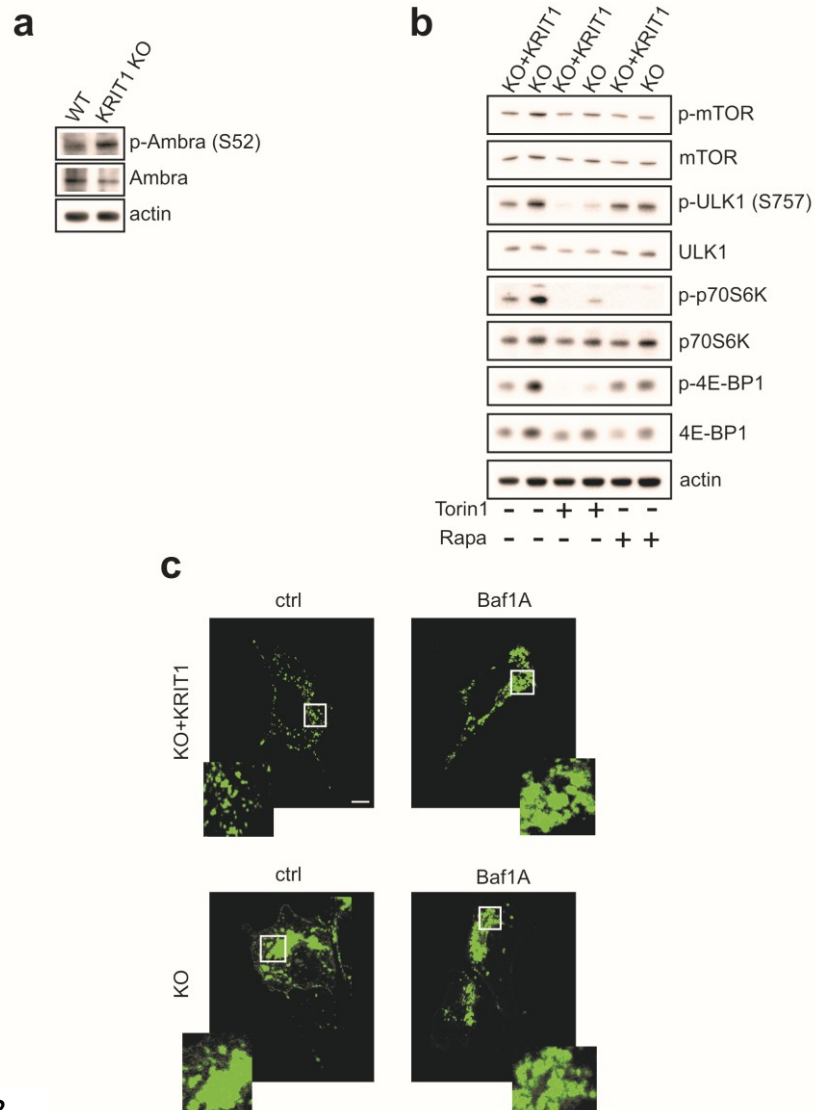 a
WT
KRIT1 KO
p-Ambra (S52)
Ambra
actin
b
KO+KRIT1
KO
KO+KRIT1
KO
KO+KRIT1
KO
p-mTOR
mTOR
p-ULK1 (S757)
ULK1
p-p70S6K
p70S6K
p-4E-BP1
4E-BP1
actin
Torin1 - - + + - -
Rapa - - - - + +
c
ctrl
Baf1A
KO+KRIT1
ctrl
Baf1A
KO